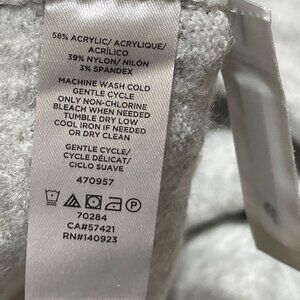 58% ACRYLIC/ ACRYLIQUE/
ACRÍLICO
39% NYLON/ NILÓN
3% SPANDEX
MACHINE WASH COLD
GENTLE CYCLE
ONLY NON-CHLORINE
BLEACH WHEN NEEDED
TUMBLE DRY LOW
COOL IRON IF NEEDED
OR DRY CLEAN
GENTLE CYCLE/
CYCLE DÉLICAT/
CICLO SUAVE
470957
70284
CA#57421
RN#140923